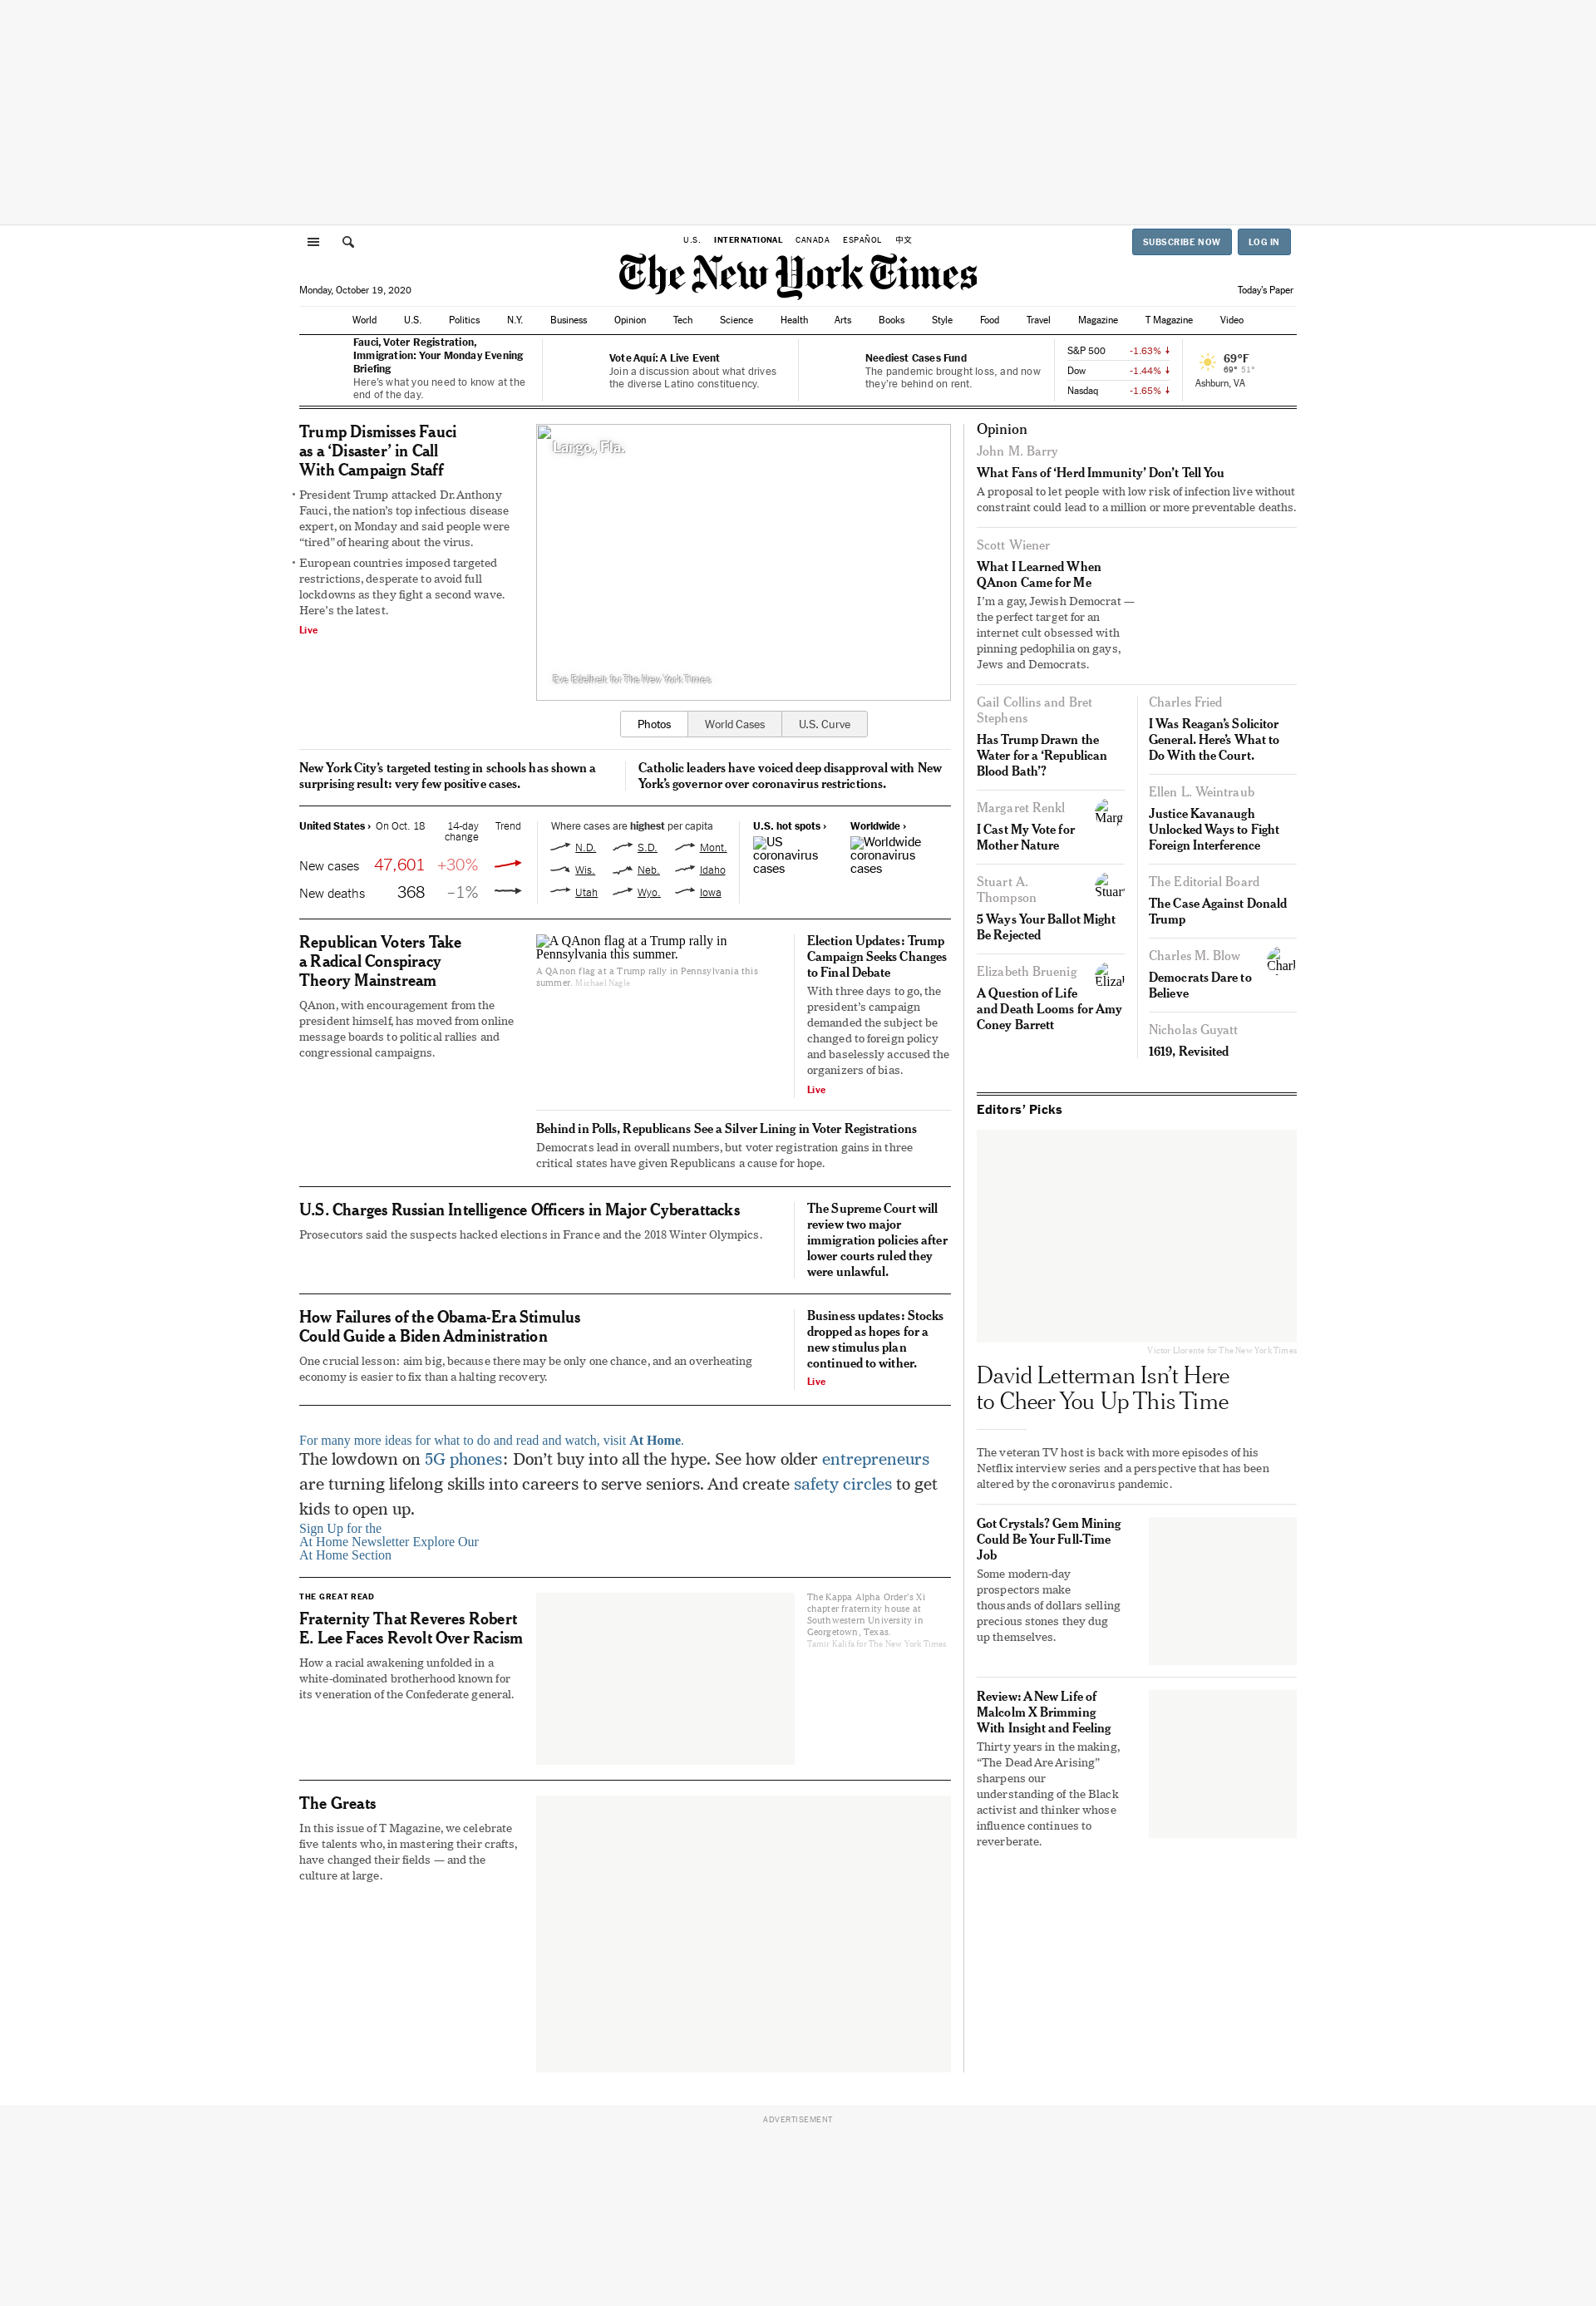 U.S.
INTERNATIONAL
CANADA
ESPAÑOL
中文
SUBSCRIBE NOW
LOG IN
The New York Times
Monday, October 19, 2020
Today's Paper
World
U.S.
Politics
N.Y.
Business
Opinion
Tech
Science
Health
Arts
Books
Style
Food
Travel
Magazine
T Magazine
Video
Fauci, Voter Registration,
Immigration: Your Monday Evening
Briefing
Here's what you need to know at the
end of the day.
Vote Aquí: A Live Event
Join a discussion about what drives
the diverse Latino constituency.
Neediest Cases Fund
The pandemic brought loss, and now
they're behind on rent.
S&P 500 -1.63% ↓
Dow -1.44% ↓
Nasdaq -1.65% ↓
69°F
69° 51°
Ashburn, VA
Trump Dismisses Fauci
as a ‘Disaster’ in Call
With Campaign Staff
• President Trump attacked Dr. Anthony
Fauci, the nation’s top infectious disease
expert, on Monday and said people were
“tired” of hearing about the virus.
• European countries imposed targeted
restrictions, desperate to avoid full
lockdowns as they fight a second wave.
Here’s the latest.
Live
Largo, Fla.
Eve Edelheit for The New York Times
Photos
World Cases
U.S. Curve
New York City’s targeted testing in schools has shown a
surprising result: very few positive cases.
Catholic leaders have voiced deep disapproval with New
York’s governor over coronavirus restrictions.
United States › On Oct. 18 14-day Trend
change
New cases 47,601 +30%
New deaths 368 –1%
Where cases are highest per capita
N.D. S.D. Mont.
Wis. Neb. Idaho
Utah Wyo. Iowa
U.S. hot spots ›
US
coronavirus
cases
Worldwide ›
Worldwide
coronavirus
cases
Republican Voters Take
a Radical Conspiracy
Theory Mainstream
QAnon, with encouragement from the
president himself, has moved from online
message boards to political rallies and
congressional campaigns.
A QAnon flag at a Trump rally in
Pennsylvania this summer.
A QAnon flag at a Trump rally in Pennsylvania this
summer. Michael Nagle
Election Updates: Trump
Campaign Seeks Changes
to Final Debate
With three days to go, the
president’s campaign
demanded the subject be
changed to foreign policy
and baselessly accused the
organizers of bias.
Live
Behind in Polls, Republicans See a Silver Lining in Voter Registrations
Democrats lead in overall numbers, but voter registration gains in three
critical states have given Republicans a cause for hope.
U.S. Charges Russian Intelligence Officers in Major Cyberattacks
Prosecutors said the suspects hacked elections in France and the 2018 Winter Olympics.
The Supreme Court will
review two major
immigration policies after
lower courts ruled they
were unlawful.
How Failures of the Obama-Era Stimulus
Could Guide a Biden Administration
One crucial lesson: aim big, because there may be only one chance, and an overheating
economy is easier to fix than a halting recovery.
Business updates: Stocks
dropped as hopes for a
new stimulus plan
continued to wither.
Live
For many more ideas for what to do and read and watch, visit At Home.
The lowdown on 5G phones: Don’t buy into all the hype. See how older entrepreneurs
are turning lifelong skills into careers to serve seniors. And create safety circles to get
kids to open up.
Sign Up for the
At Home Newsletter Explore Our
At Home Section
THE GREAT READ
Fraternity That Reveres Robert
E. Lee Faces Revolt Over Racism
How a racial awakening unfolded in a
white-dominated brotherhood known for
its veneration of the Confederate general.
The Kappa Alpha Order’s Xi
chapter fraternity house at
Southwestern University in
Georgetown, Texas.
Tamir Kalifa for The New York Times
The Greats
In this issue of T Magazine, we celebrate
five talents who, in mastering their crafts,
have changed their fields — and the
culture at large.
Opinion
John M. Barry
What Fans of ‘Herd Immunity’ Don’t Tell You
A proposal to let people with low risk of infection live without
constraint could lead to a million or more preventable deaths.
Scott Wiener
What I Learned When
QAnon Came for Me
I’m a gay, Jewish Democrat —
the perfect target for an
internet cult obsessed with
pinning pedophilia on gays,
Jews and Democrats.
Gail Collins and Bret
Stephens
Has Trump Drawn the
Water for a ‘Republican
Blood Bath’?
Margaret Renkl
Marg
I Cast My Vote for
Mother Nature
Stuart A.
Thompson
Stuart
5 Ways Your Ballot Might
Be Rejected
Elizabeth Bruenig
Elizal
A Question of Life
and Death Looms for Amy
Coney Barrett
Charles Fried
I Was Reagan’s Solicitor
General. Here’s What to
Do With the Court.
Ellen L. Weintraub
Justice Kavanaugh
Unlocked Ways to Fight
Foreign Interference
The Editorial Board
The Case Against Donald
Trump
Charles M. Blow
Charl
Democrats Dare to
Believe
Nicholas Guyatt
1619, Revisited
Editors’ Picks
Victor Llorente for The New York Times
David Letterman Isn’t Here
to Cheer You Up This Time
The veteran TV host is back with more episodes of his
Netflix interview series and a perspective that has been
altered by the coronavirus pandemic.
Got Crystals? Gem Mining
Could Be Your Full-Time
Job
Some modern-day
prospectors make
thousands of dollars selling
precious stones they dug
up themselves.
Review: A New Life of
Malcolm X Brimming
With Insight and Feeling
Thirty years in the making,
“The Dead Are Arising”
sharpens our
understanding of the Black
activist and thinker whose
influence continues to
reverberate.
ADVERTISEMENT